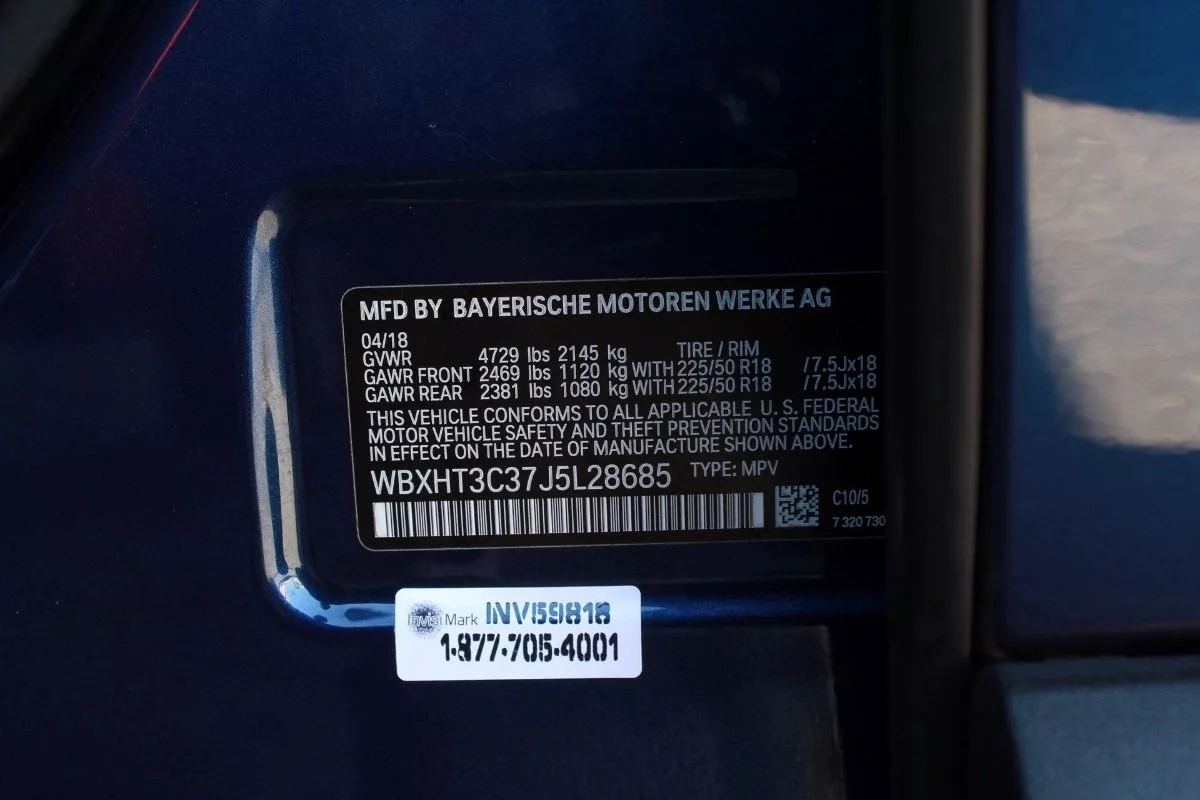 MFD BY BAYERISCHE MOTOREN WERKE AG
04/18
GVWR 4729 lbs 2145 kg TIRE / RIM
GAWR FRONT 2469 lbs 1120 kg WITH 225/50 R18 /7.5Jx18
GAWR REAR 2381 lbs 1080 kg WITH 225/50 R18 /7.5Jx18
THIS VEHICLE CONFORMS TO ALL APPLICABLE U. S. FEDERAL
MOTOR VEHICLE SAFETY AND THEFT PREVENTION STANDARDS
IN EFFECT ON THE DATE OF MANUFACTURE SHOWN ABOVE.
WBXHT3C37J5L28685 TYPE: MPV
C10/5
7 320 730
Invisi Mark INV59818
1-877-705-4001